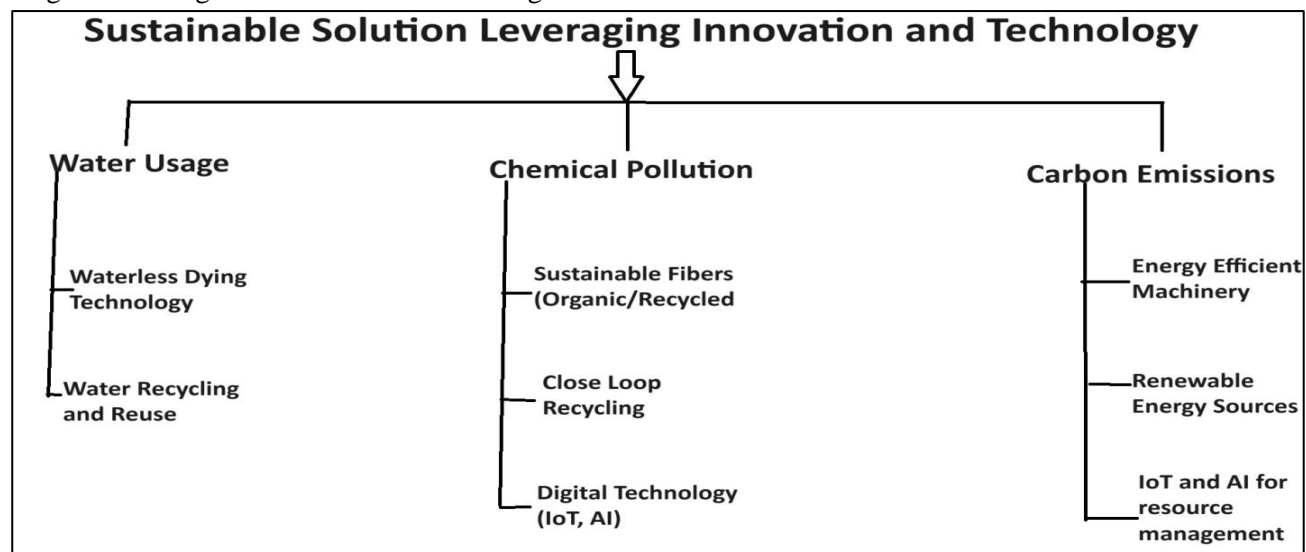 Sustainable Solution Leveraging Innovation and Technology
Water Usage
Waterless Dying
Technology
Water Recycling
and Reuse
Chemical Pollution
Sustainable Fibers
(Organic/Recycled
Close Loop
Recycling
Digital Technology
(IoT, AI)
Carbon Emissions
Energy Efficient
Machinery
Renewable
Energy Sources
IoT and AI for
resource
management